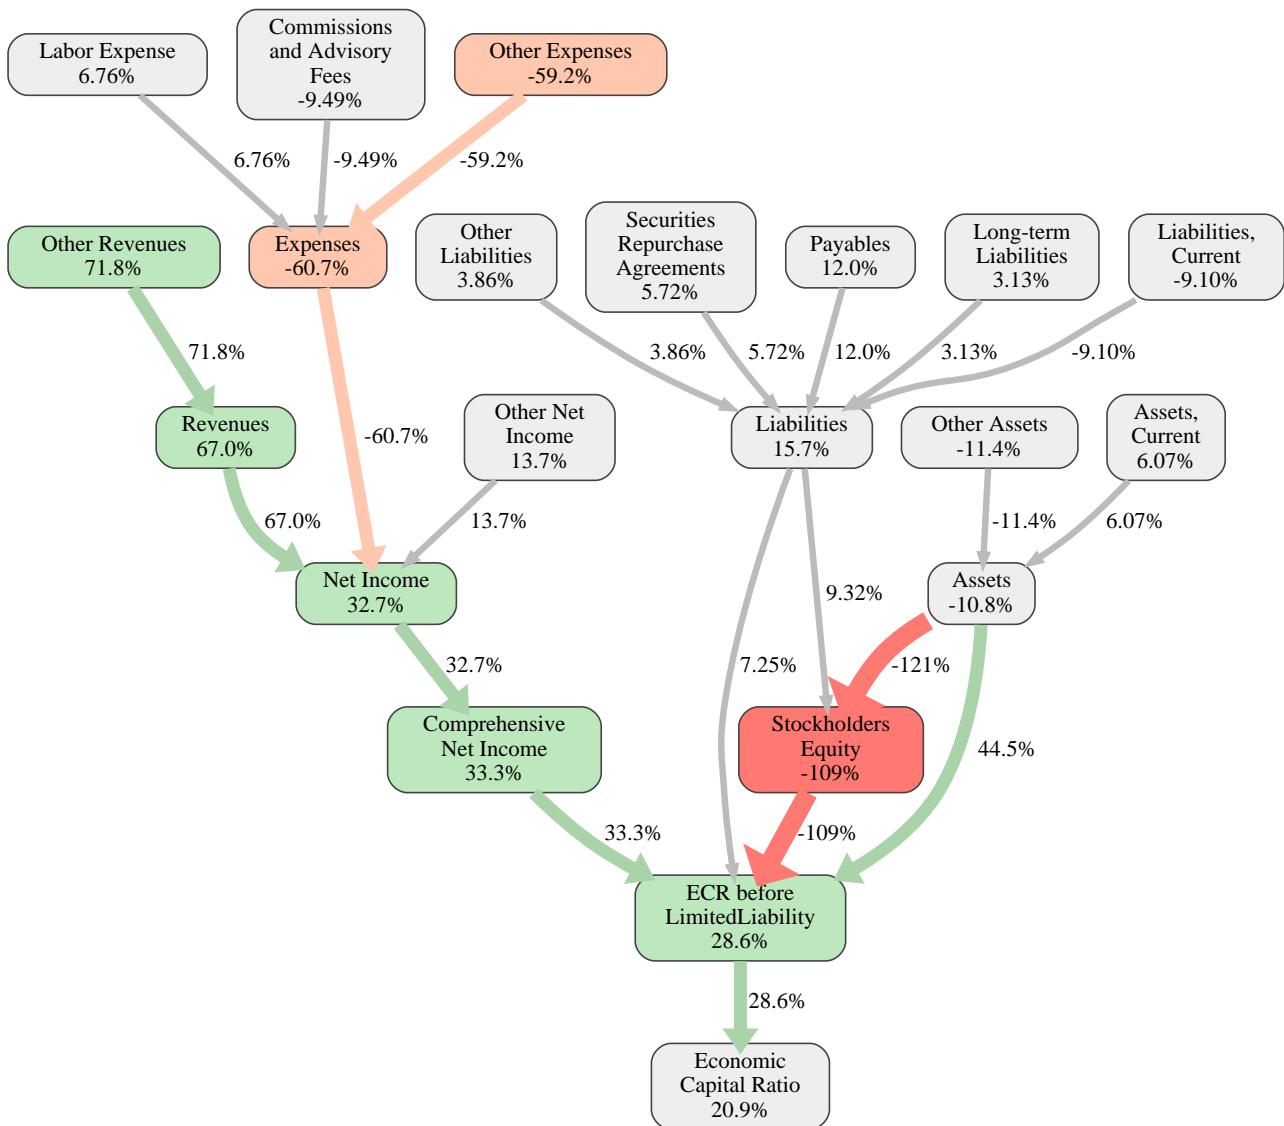 Labor Expense
6.76%
Commissions
and Advisory
Fees
-9.49%
Other Expenses
-59.2%
6.76%
-9.49%
-59.2%
Other Revenues
71.8%
Expenses
-60.7%
Other
Liabilities
3.86%
Securities
Repurchase
Agreements
5.72%
Payables
12.0%
Long-term
Liabilities
3.13%
Liabilities,
Current
-9.10%
71.8%
3.86%
5.72%
12.0%
3.13%
-9.10%
Revenues
67.0%
-60.7%
Other Net
Income
13.7%
Liabilities
15.7%
Other Assets
-11.4%
Assets,
Current
6.07%
67.0%
13.7%
-11.4%
6.07%
Net Income
32.7%
9.32%
Assets
-10.8%
32.7%
7.25%
-121%
Comprehensive
Net Income
33.3%
Stockholders
Equity
-109%
44.5%
33.3%
-109%
ECR before
LimitedLiability
28.6%
28.6%
Economic
Capital Ratio
20.9%